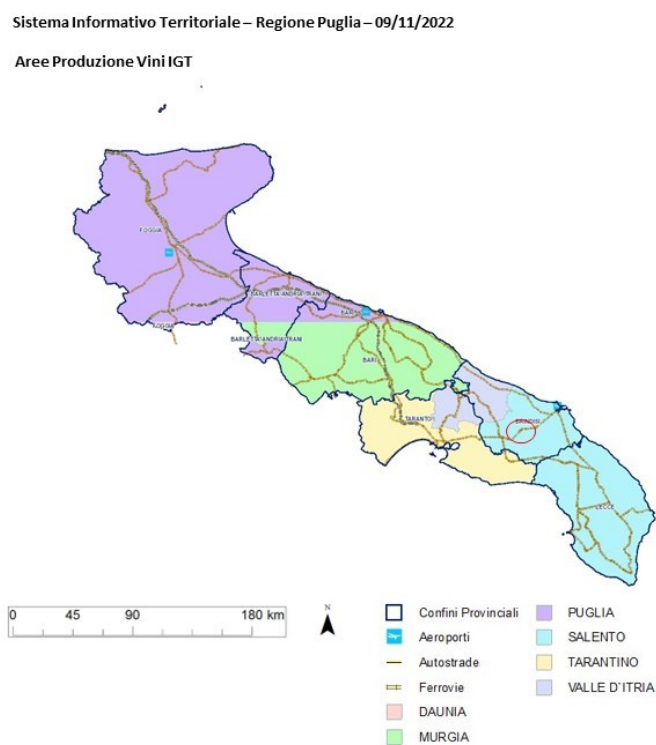 Sistema Informativo Territoriale – Regione Puglia – 09/11/2022
Aree Produzione Vini IGT
FOGGIA
BARLETTA-ANDRIA-TRANI
BARI
FOGGIA
BARLETTA-ANDRIA-TRANI
BARI
TARANTO
BRINDISI
LECCE
0 45 90 180 km
N
Confini Provinciali
Aeroporti
Autostrade
Ferrovie
DAUNIA
MURGIA
PUGLIA
SALENTO
TARANTINO
VALLE D`ITRIA